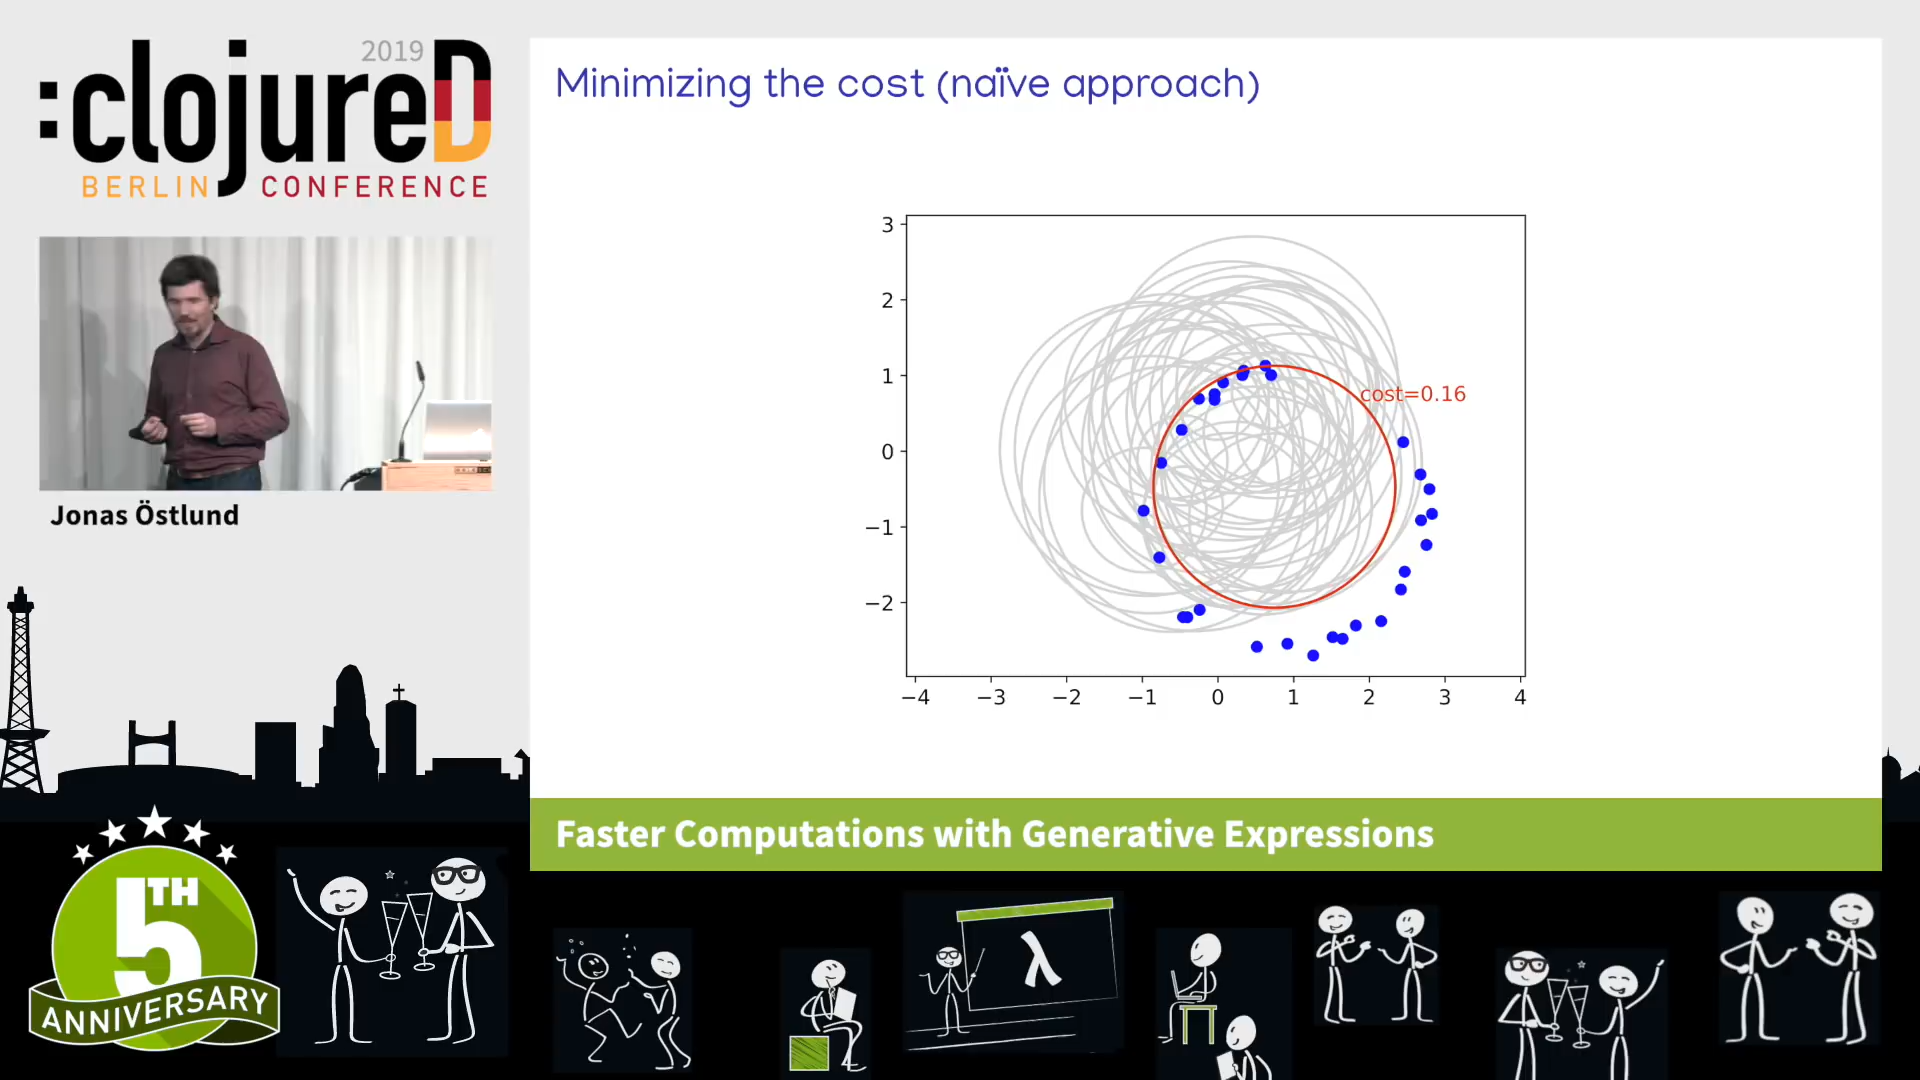 2019
:clojureD
BERLIN CONFERENCE
Jonas Östlund
Minimizing the cost (naïve approach)
3
2
1
0
−1
−2
cost=0.16
−4 −3 −2 −1 0 1 2 3 4
Faster Computations with Generative Expressions
5TH
ANNIVERSARY
λ